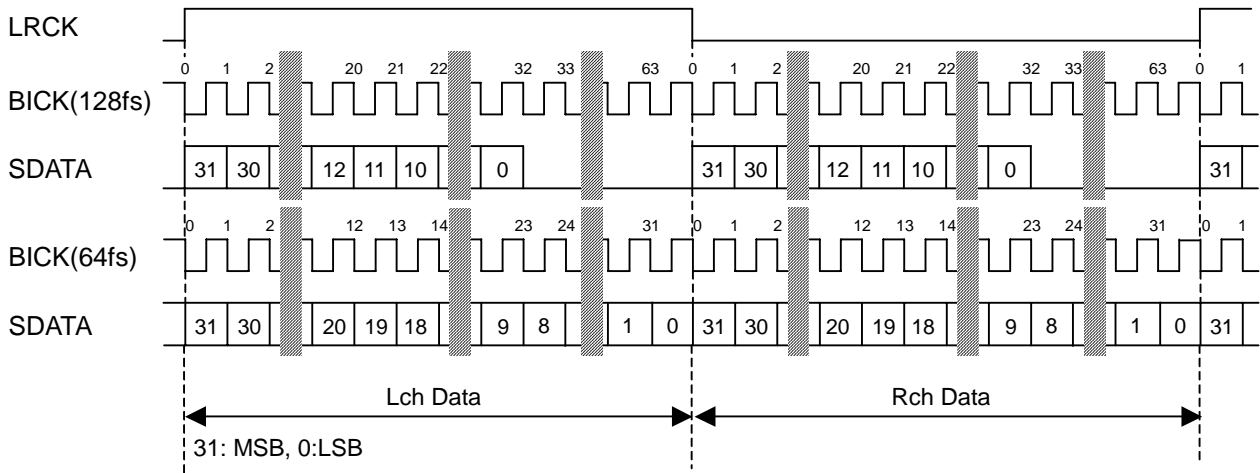 LRCK
0 1 2 20 21 22 32 33 63 0 1 2 20 21 22 32 33 63 0 1
BICK(128fs)
SDATA 31 30 12 11 10 0 31 30 12 11 10 0 31
0 1 2 12 13 14 23 24 31 0 1 2 12 13 14 23 24 31 0 1
BICK(64fs)
SDATA 31 30 20 19 18 9 8 1 0 31 30 20 19 18 9 8 1 0 31
Lch Data Rch Data
31: MSB, 0:LSB